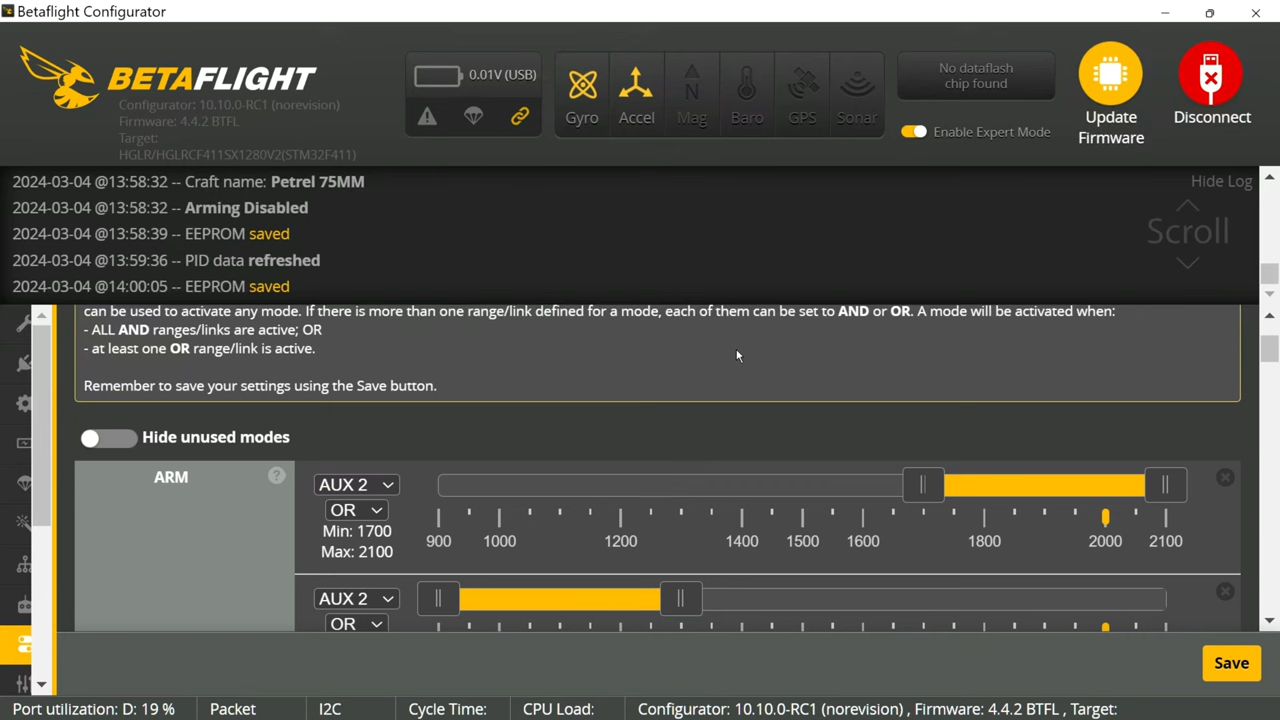 Betaflight Configurator
BETAFLIGHT
Configurator: 10.10.0-RC1 (norevision)
Firmware: 4.4.2 BTFL
Target:
HGLR/HGLRCF411SX1280V2(STM32F411)
0.01V (USB)
Gyro
Accel
N
Mag
Baro
GPS
Sonar
No dataflash
chip found
Enable Expert Mode
Update
Firmware
Disconnect
2024-03-04 @13:58:32 -- Craft name: Petrel 75MM
Hide Log
2024-03-04 @13:58:32 -- Arming Disabled
2024-03-04 @13:58:39 -- EEPROM saved
Scroll
2024-03-04 @13:59:36 -- PID data refreshed
2024-03-04 @14:00:05 -- EEPROM saved
can be used to activate any mode. If there is more than one range/link defined for a mode, each of them can be set to AND or OR. A mode will be activated when:
- ALL AND ranges/links are active; OR
- at least one OR range/link is active.
Remember to save your settings using the Save button.
Hide unused modes
ARM
?
AUX 2
OR
Min: 1700
Max: 2100
900 1000 1200 1400 1500 1600 1800 2000 2100
AUX 2
OR
Save
Port utilization: D: 19 %
Packet
I2C
Cycle Time:
CPU Load:
Configurator: 10.10.0-RC1 (norevision) , Firmware: 4.4.2 BTFL , Target: